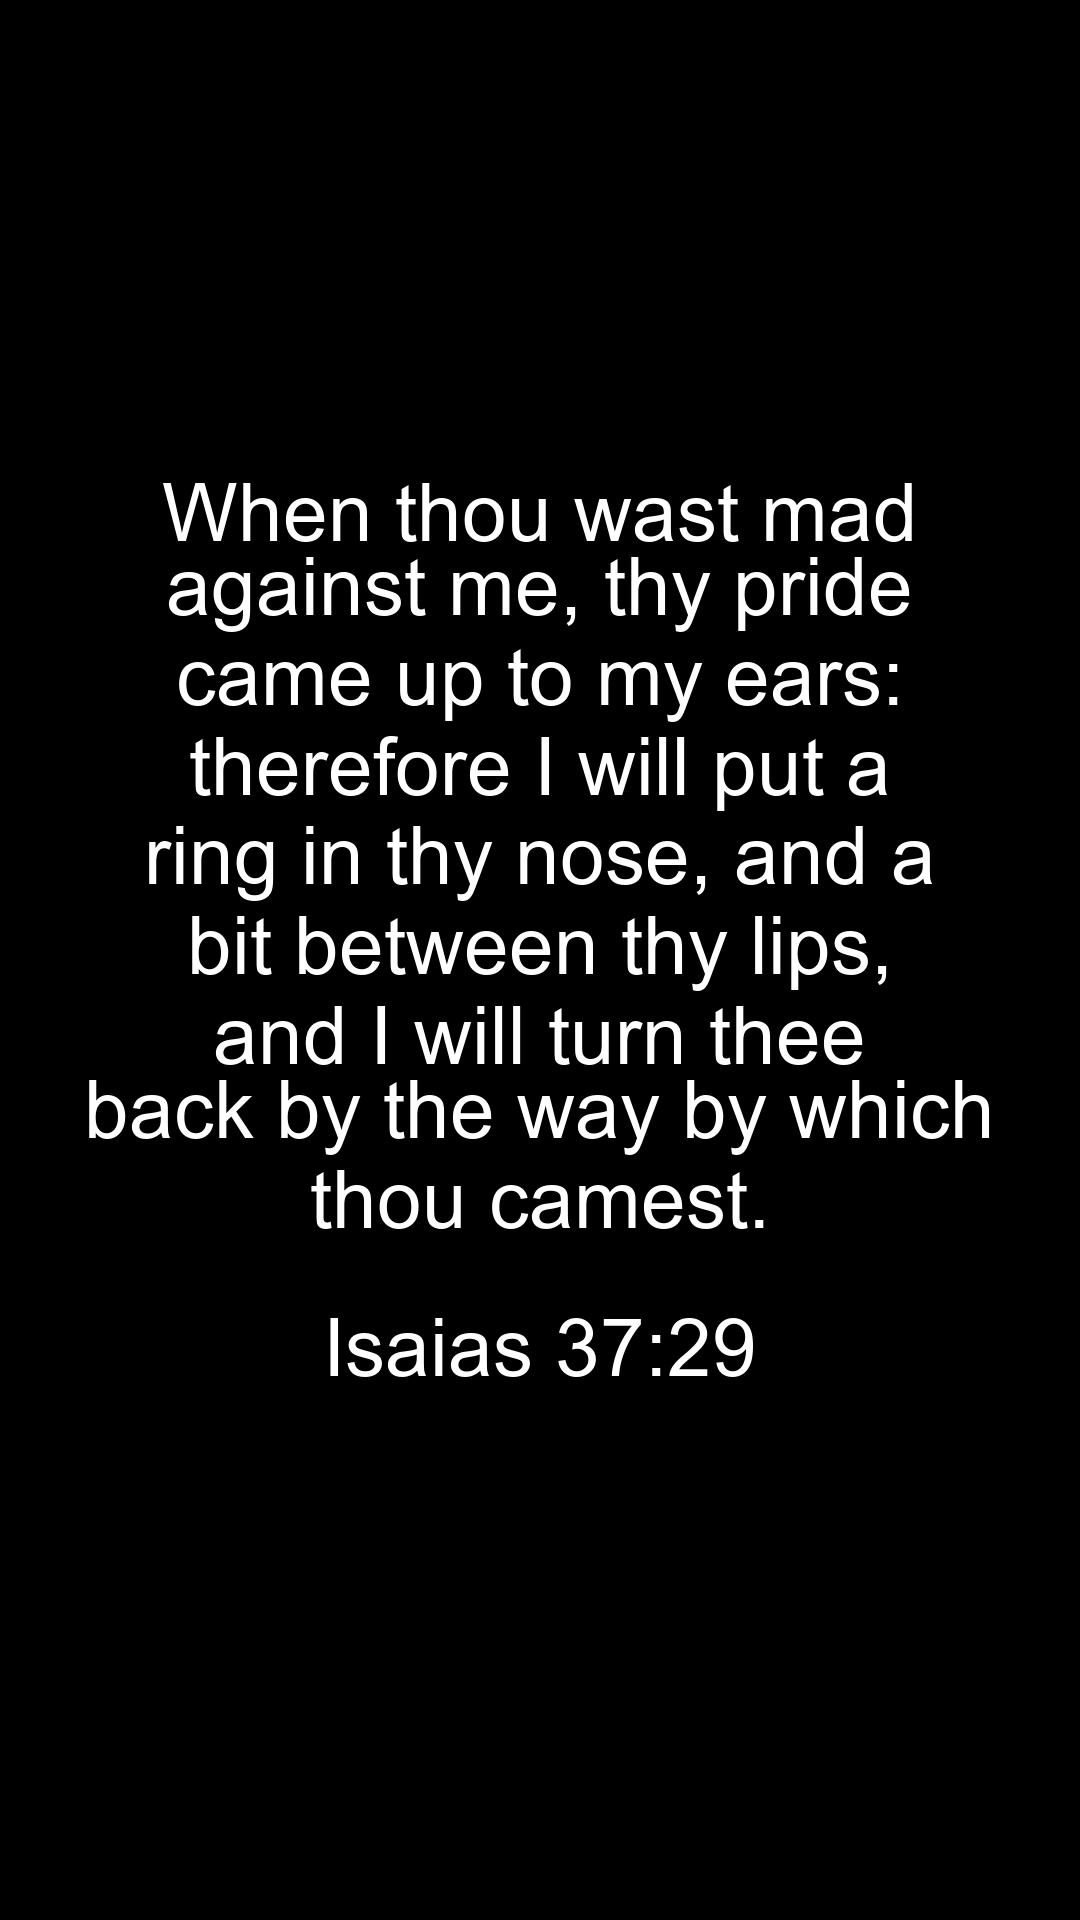 When thou wast mad
against me, thy pride
came up to my ears:
therefore I will put a
ring in thy nose, and a
bit between thy lips,
and I will turn thee
back by the way by which
thou camest.
Isaias 37:29